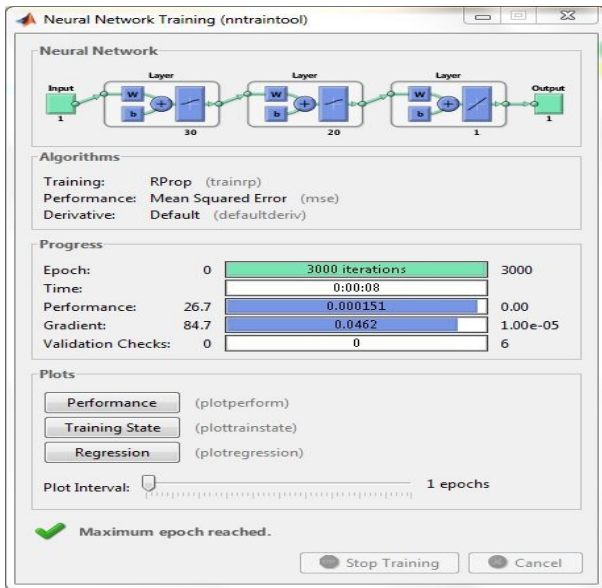 Neural Network Training (nntraintool)
Neural Network
Layer Layer Layer
Input Output
W W W
b b b
1 30 20 1 1
Algorithms
Training: RProp (trainrp)
Performance: Mean Squared Error (mse)
Derivative: Default (defaultderiv)
Progress
Epoch: 0 3000 iterations 3000
Time: 0:00:08
Performance: 26.7 0.000151 0.00
Gradient: 84.7 0.0462 1.00e-05
Validation Checks: 0 0 6
Plots
Performance (plotperform)
Training State (plottrainstate)
Regression (plotregression)
Plot Interval: 1 epochs
Maximum epoch reached.
Stop Training Cancel